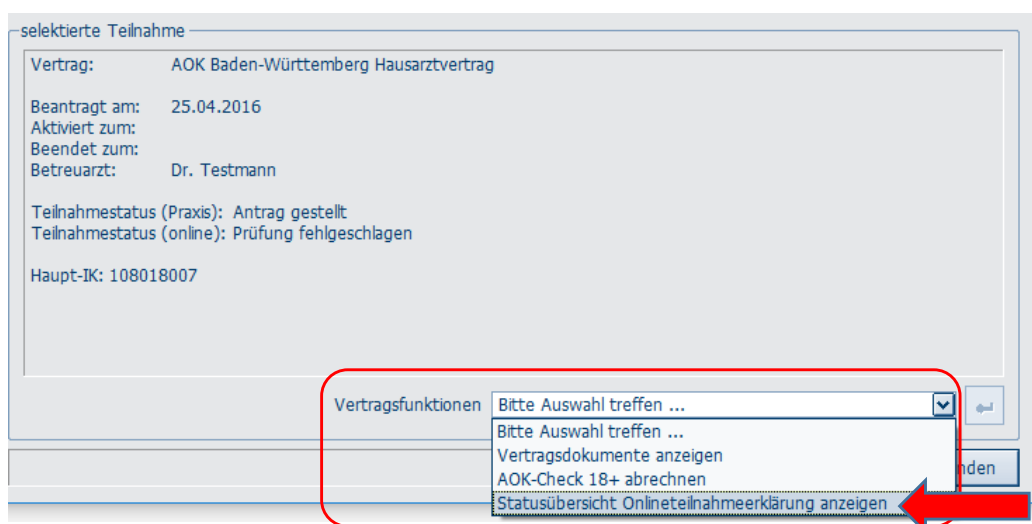 selektierte Teilnahme
Vertrag: AOK Baden-Württemberg Hausarztvertrag
Beantragt am: 25.04.2016
Aktiviert zum:
Beendet zum:
Betreuarzt: Dr. Testmann
Teilnahmestatus (Praxis): Antrag gestellt
Teilnahmestatus (online): Prüfung fehlgeschlagen
Haupt-IK: 108018007
Vertragsfunktionen Bitte Auswahl treffen ...
Bitte Auswahl treffen ...
Vertragsdokumente anzeigen
AOK-Check 18+ abrechnen
Statusübersicht Onlineteilnahmeerklärung anzeigen